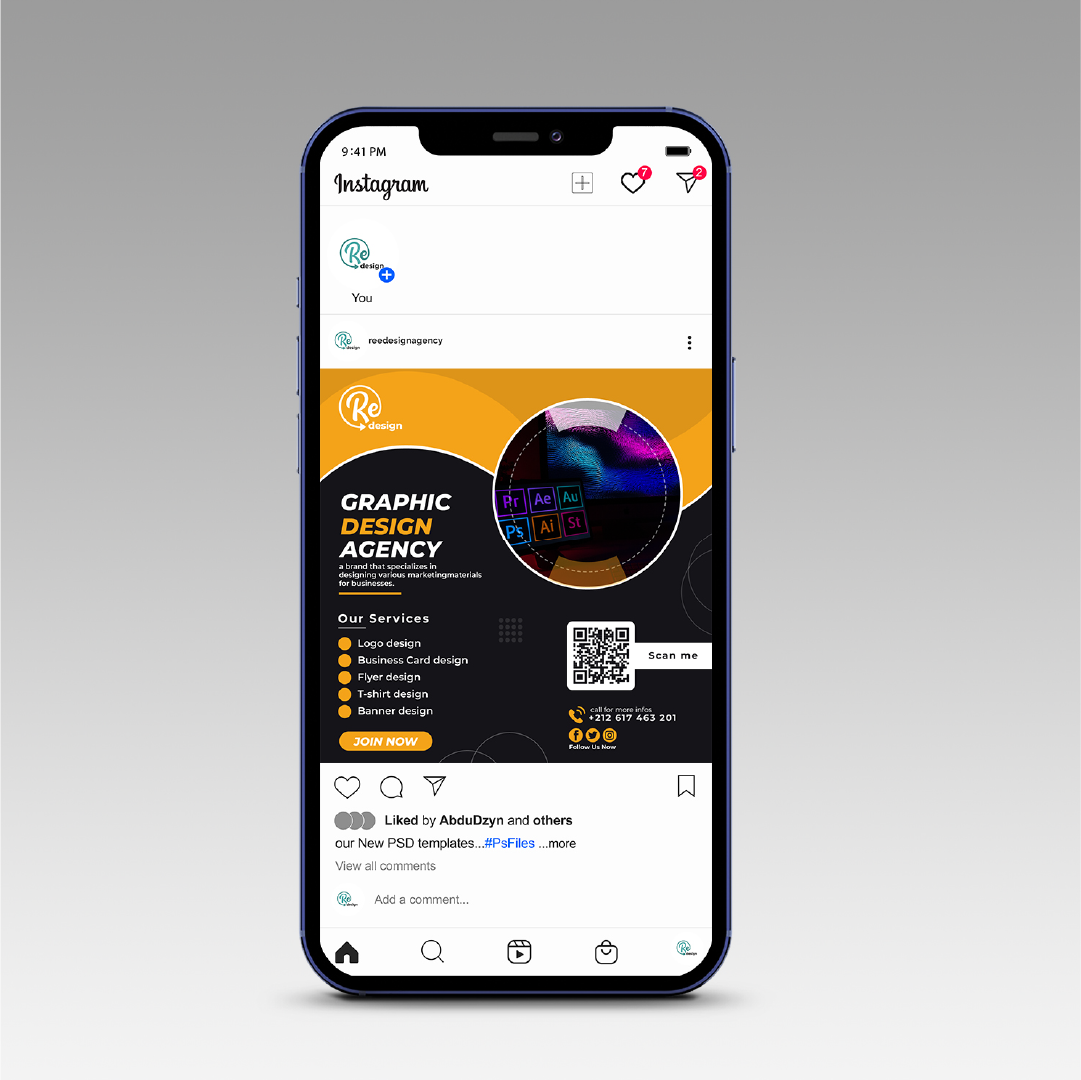 9:41 PM
Instagram
7
2
Re
design
You
Re
design
reedesignagency
Re
design
GRAPHIC
DESIGN
AGENCY
a brand that specializes in
designing various marketingmaterials
for businesses.
Pr Ae Au
Ps Ai St
Our Services
Logo design
Business Card design
Flyer design
T-shirt design
Banner design
JOIN NOW
Scan me
call for more infos
+212 617 463 201
Follow Us Now
Liked by AbduDzyn and others
our New PSD templates...#PsFiles ...more
View all comments
Re
design
Add a comment...
Re
design